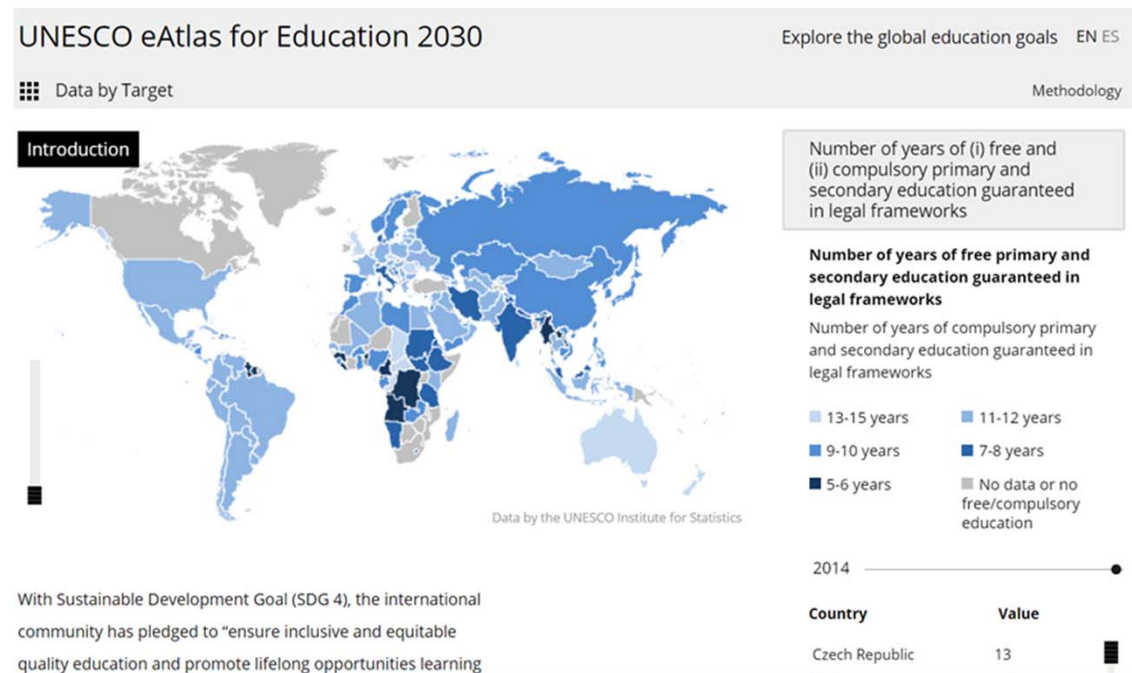 UNESCO eAtlas for Education 2030
Explore the global education goals EN ES
Data by Target
Methodology
Introduction
Data by the UNESCO Institute for Statistics
With Sustainable Development Goal (SDG 4), the international
community has pledged to “ensure inclusive and equitable
quality education and promote lifelong opportunities learning
Number of years of (i) free and
(ii) compulsory primary and
secondary education guaranteed
in legal frameworks
Number of years of free primary and
secondary education guaranteed in
legal frameworks
Number of years of compulsory primary
and secondary education guaranteed in
legal frameworks
13-15 years
11-12 years
9-10 years
7-8 years
5-6 years
No data or no
free/compulsory
education
2014
Country Value
Czech Republic 13